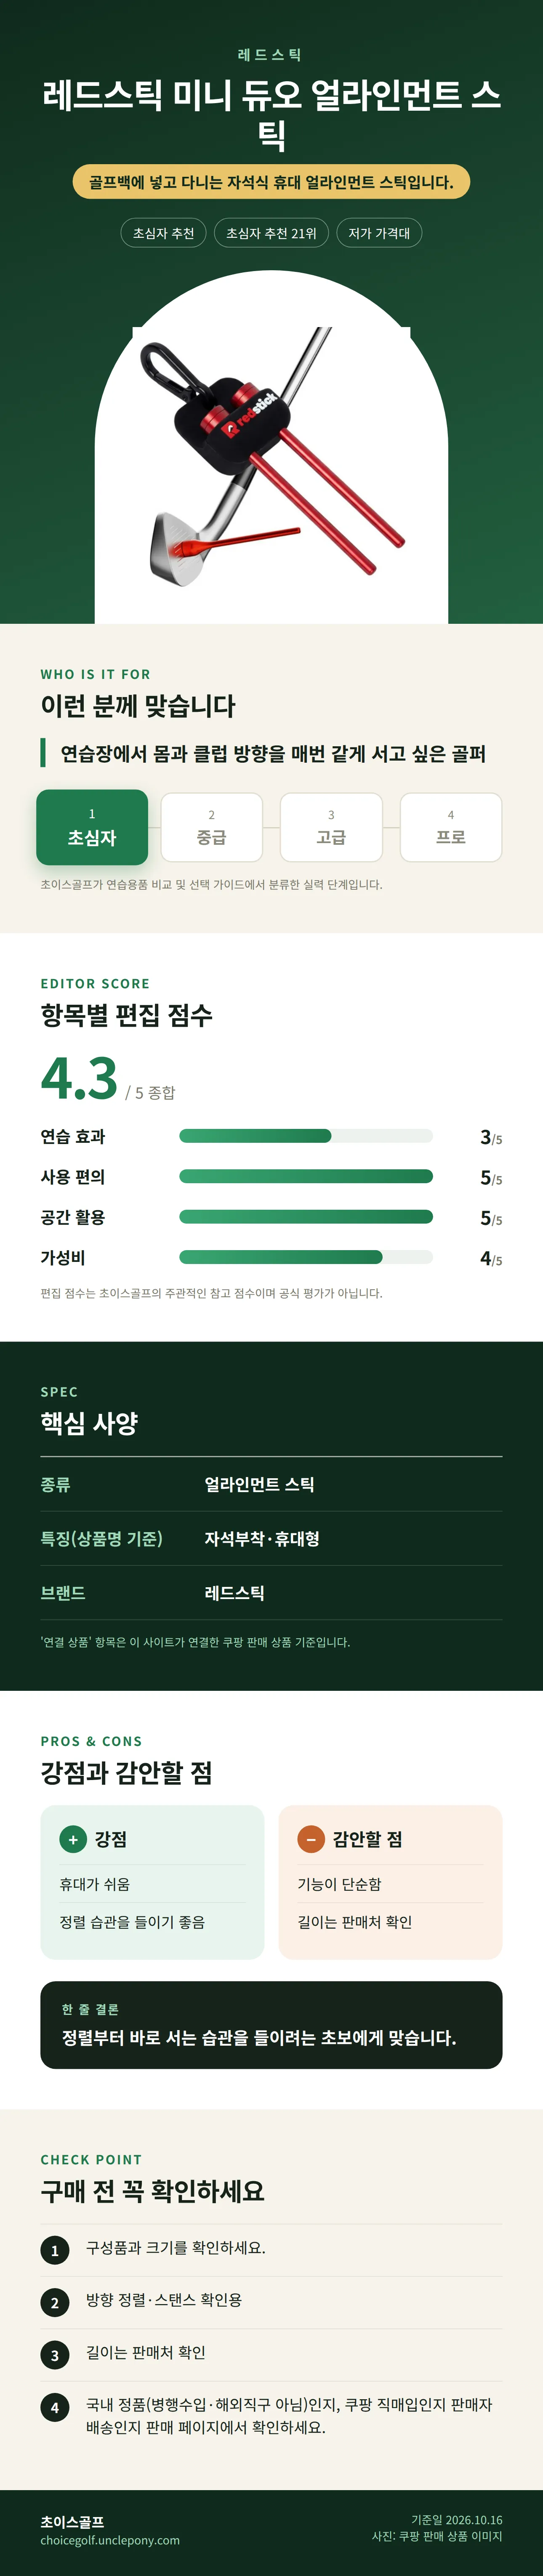 레드스틱
레드스틱 미니 듀오 얼라인먼트 스
틱
골프백에 넣고 다니는 자석식 휴대 얼라인먼트 스틱입니다.
초심자 추천
초심자 추천 21위
저가 가격대
redstick
WHO IS IT FOR
이런 분께 맞습니다
연습장에서 몸과 클럽 방향을 매번 같게 서고 싶은 골퍼
1
초심자
2
중급
3
고급
4
프로
초이스골프가 연습용품 비교 및 선택 가이드에서 분류한 실력 단계입니다.
EDITOR SCORE
항목별 편집 점수
4.3 / 5 종합
연습 효과 3/5
사용 편의 5/5
공간 활용 5/5
가성비 4/5
편집 점수는 초이스골프의 주관적인 참고 점수이며 공식 평가가 아닙니다.
SPEC
핵심 사양
종류 얼라인먼트 스틱
특징(상품명 기준) 자석부착·휴대형
브랜드 레드스틱
'연결 상품' 항목은 이 사이트가 연결한 쿠팡 판매 상품 기준입니다.
PROS & CONS
강점과 감안할 점
+ 강점
휴대가 쉬움
정렬 습관을 들이기 좋음
− 감안할 점
기능이 단순함
길이는 판매처 확인
한 줄 결론
정렬부터 바로 서는 습관을 들이려는 초보에게 맞습니다.
CHECK POINT
구매 전 꼭 확인하세요
1 구성품과 크기를 확인하세요.
2 방향 정렬·스탠스 확인용
3 길이는 판매처 확인
4 국내 정품(병행수입·해외직구 아님)인지, 쿠팡 직매입인지 판매자
배송인지 판매 페이지에서 확인하세요.
초이스골프
choicegolf.unclepony.com
기준일 2026.10.16
사진: 쿠팡 판매 상품 이미지